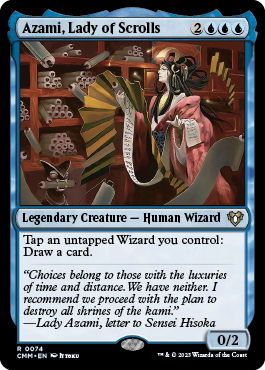 Azami, Lady of Scrolls 2
Legendary Creature — Human Wizard
Tap an untapped Wizard you control:
Draw a card.
“Choices belong to those with the luxuries
of time and distance. We have neither. I
recommend we proceed with the plan to
destroy all shrines of the kami.”
—Lady Azami, letter to Sensei Hisoka
0/2
R 0074
CMM • EN Ittoku
™ & © 2023 Wizards of the Coast